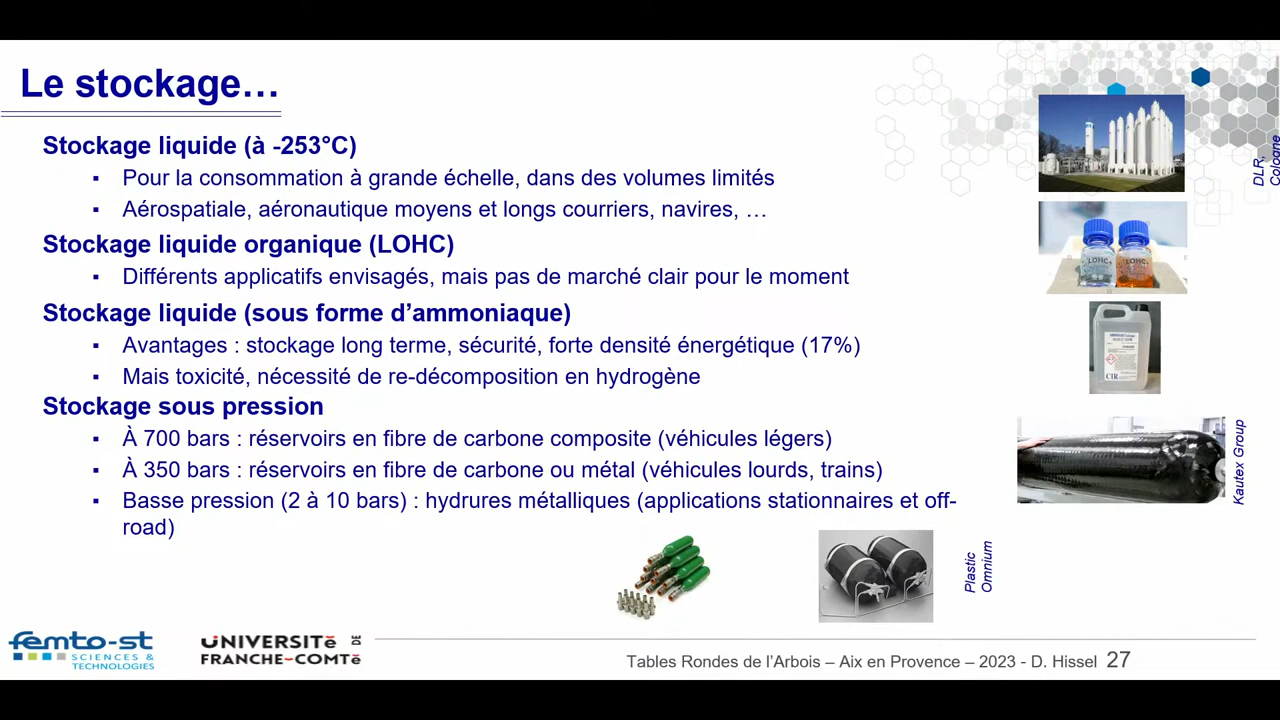 Le stockage…
Stockage liquide (à -253°C)
▪ Pour la consommation à grande échelle, dans des volumes limités
▪ Aérospatiale, aéronautique moyens et longs courriers, navires, …
Stockage liquide organique (LOHC)
▪ Différents applicatifs envisagés, mais pas de marché clair pour le moment
Stockage liquide (sous forme d’ammoniaque)
▪ Avantages : stockage long terme, sécurité, forte densité énergétique (17%)
▪ Mais toxicité, nécessité de re-décomposition en hydrogène
Stockage sous pression
▪ À 700 bars : réservoirs en fibre de carbone composite (véhicules légers)
▪ À 350 bars : réservoirs en fibre de carbone ou métal (véhicules lourds, trains)
▪ Basse pression (2 à 10 bars) : hydrures métalliques (applications stationnaires et off-
road)
DLR,
Cologne
LOHC
LOHC
CTR
Kautex Group
Plastic
Omnium
femto-st
SCIENCES &
TECHNOLOGIES
UNIVERSITĕ DE
FRANCHE-COMTĕ
Tables Rondes de l’Arbois – Aix en Provence – 2023 - D. Hissel 27